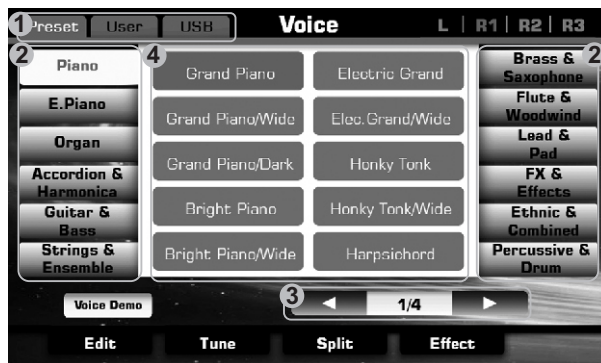 1 Preset User USB Voice L | R1 | R2 | R3
2 4 2
Piano
E.Piano
Organ
Accordion &
Harmonica
Guitar &
Bass
Strings &
Ensemble
Grand Piano Electric Grand
Grand Piano/Wide Elec.Grand/Wide
Grand Piano/Dark Honky Tonk
Bright Piano Honky Tonk/Wide
Bright Piano/Wide Harpsichord
Brass &
Saxophone
Flute &
Woodwind
Lead &
Pad
FX &
Effects
Ethnic &
Combined
Percussive &
Drum
Voice Demo 3 ◀ 1/4 ▶
Edit Tune Split Effect